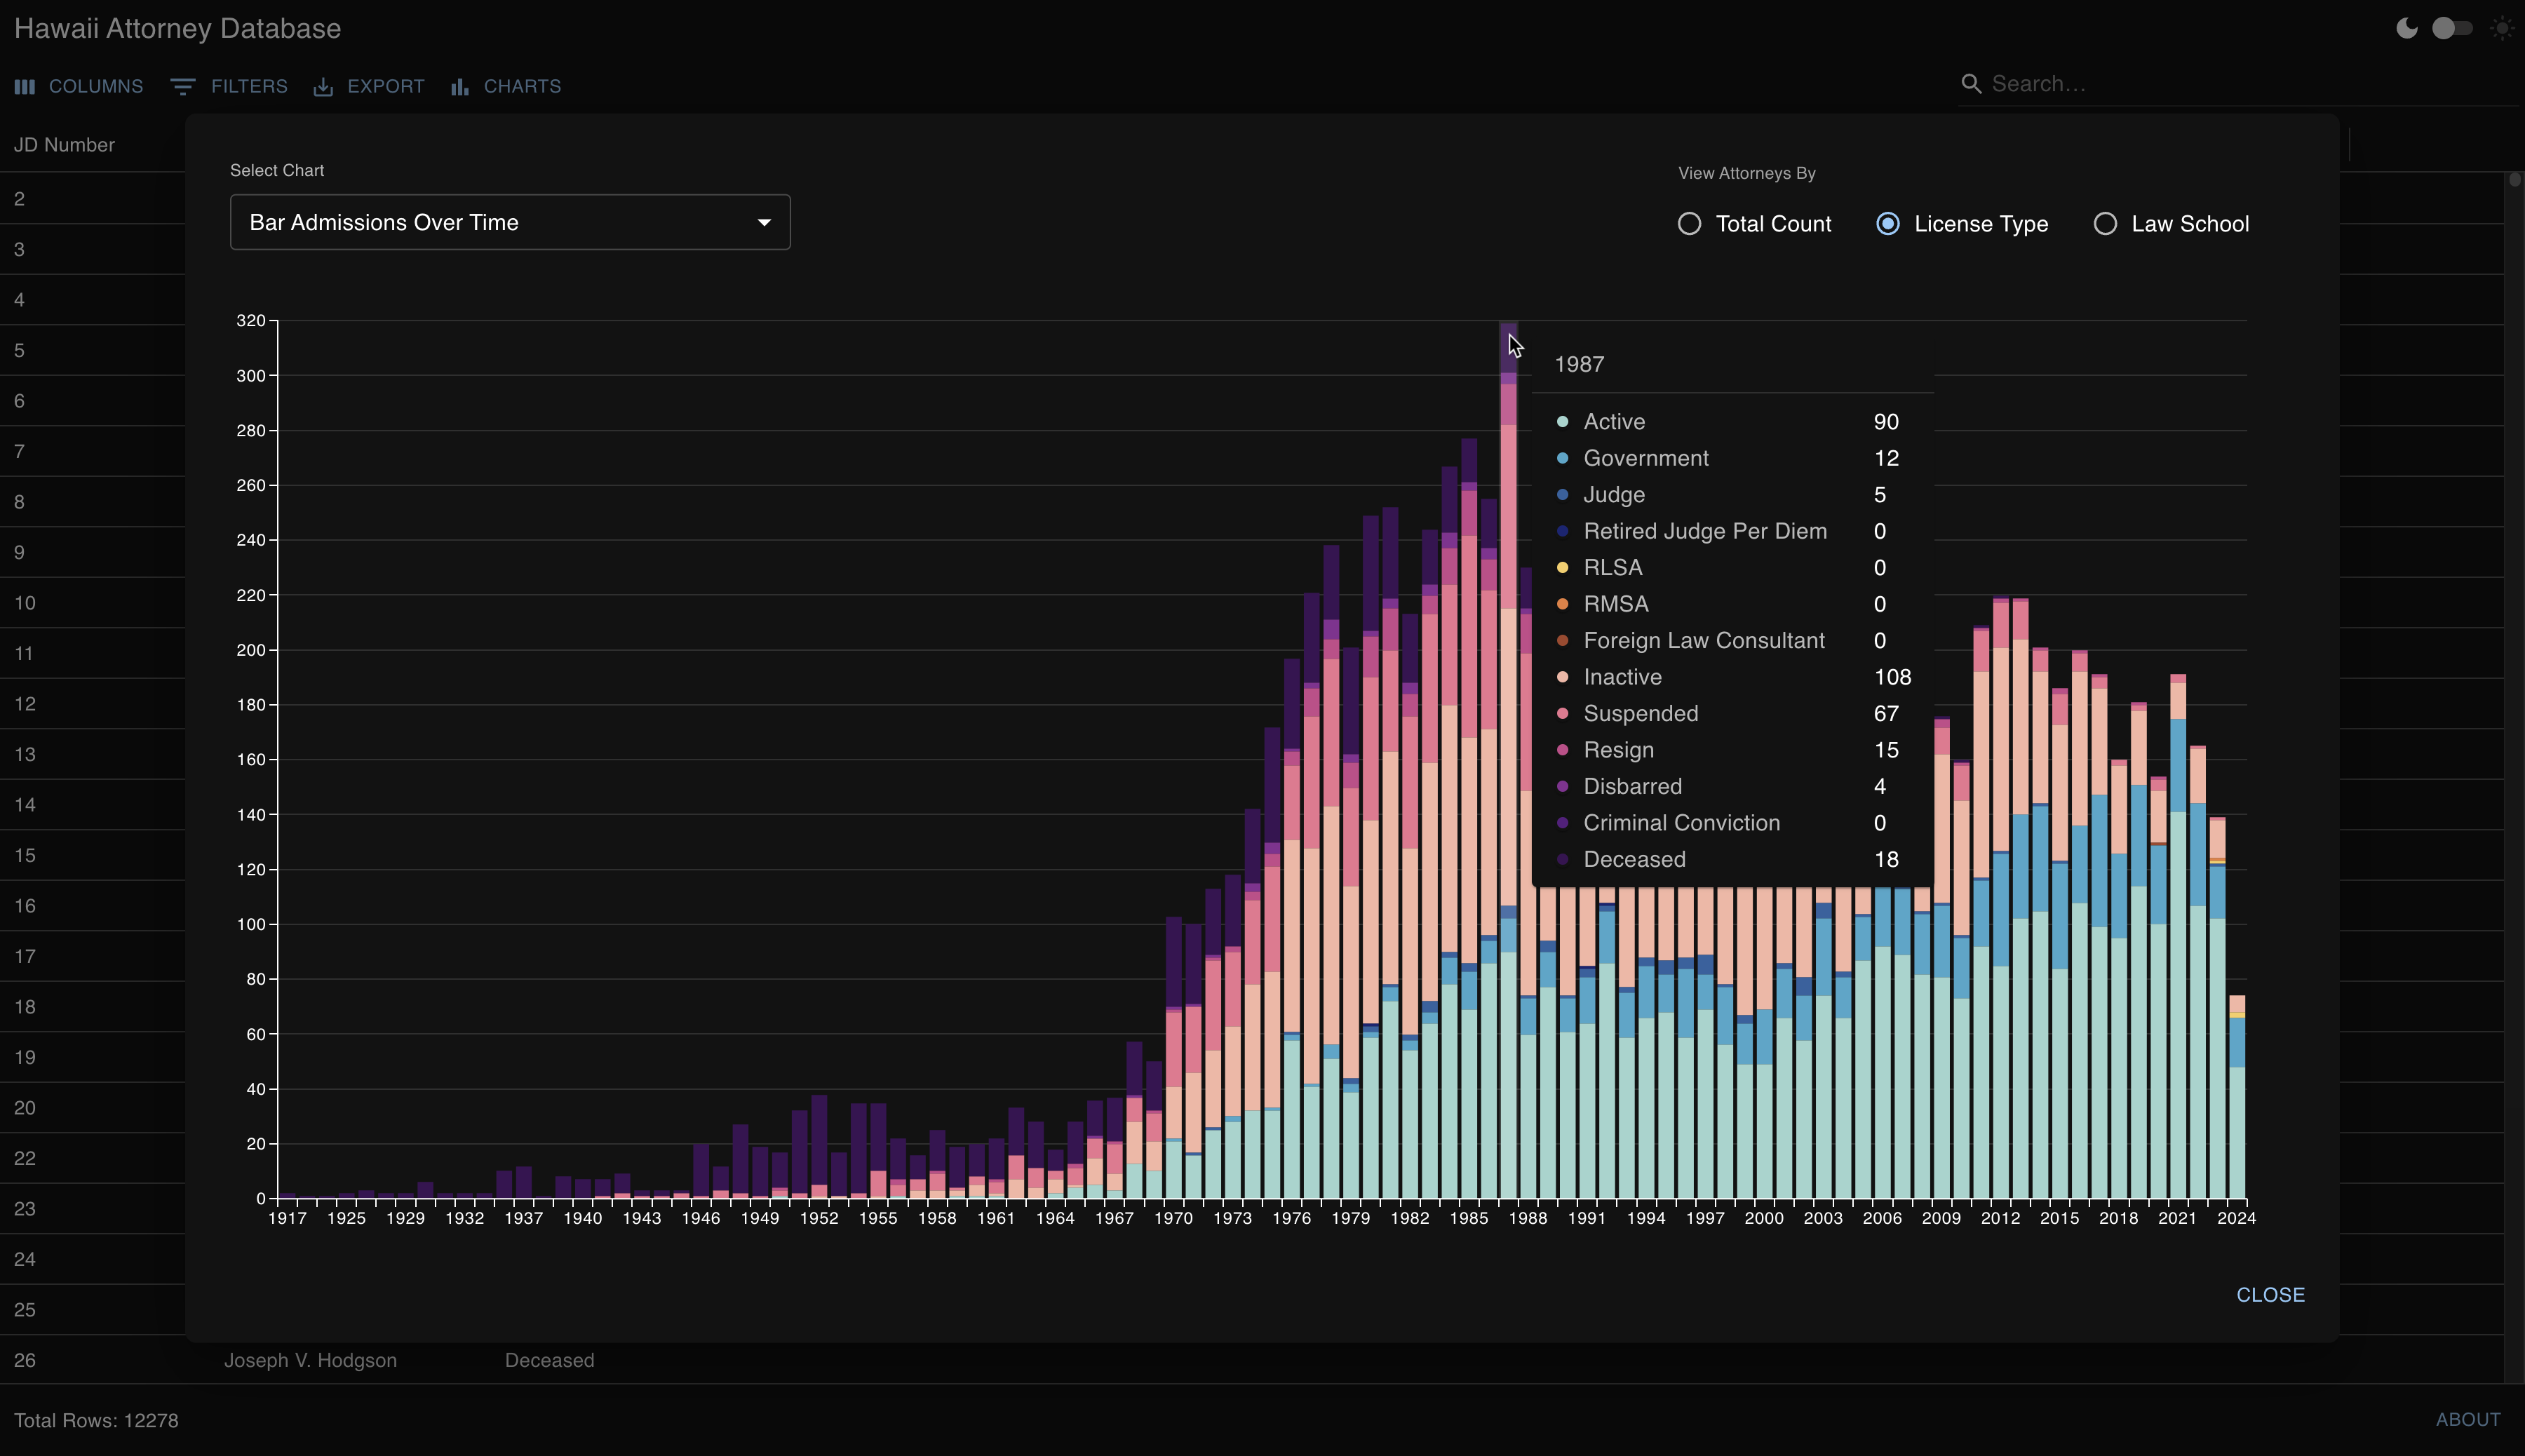 Hawaii Attorney Database
COLUMNS FILTERS EXPORT CHARTS Search…
JD Number
2
3
4
5
6
7
8
9
10
11
12
13
14
15
16
17
18
19
20
22
23
24
25
26 Joseph V. Hodgson Deceased
Select Chart
Bar Admissions Over Time
View Attorneys By
Total Count License Type Law School
320
300
280
260
240
220
200
180
160
140
120
100
80
60
40
20
0
1917 1925 1929 1932 1937 1940 1943 1946 1949 1952 1955 1958 1961 1964 1967 1970 1973 1976 1979 1982 1985 1988 1991 1994 1997 2000 2003 2006 2009 2012 2015 2018 2021 2024
1987
Active 90
Government 12
Judge 5
Retired Judge Per Diem 0
RLSA 0
RMSA 0
Foreign Law Consultant 0
Inactive 108
Suspended 67
Resign 15
Disbarred 4
Criminal Conviction 0
Deceased 18
CLOSE
Total Rows: 12278
ABOUT